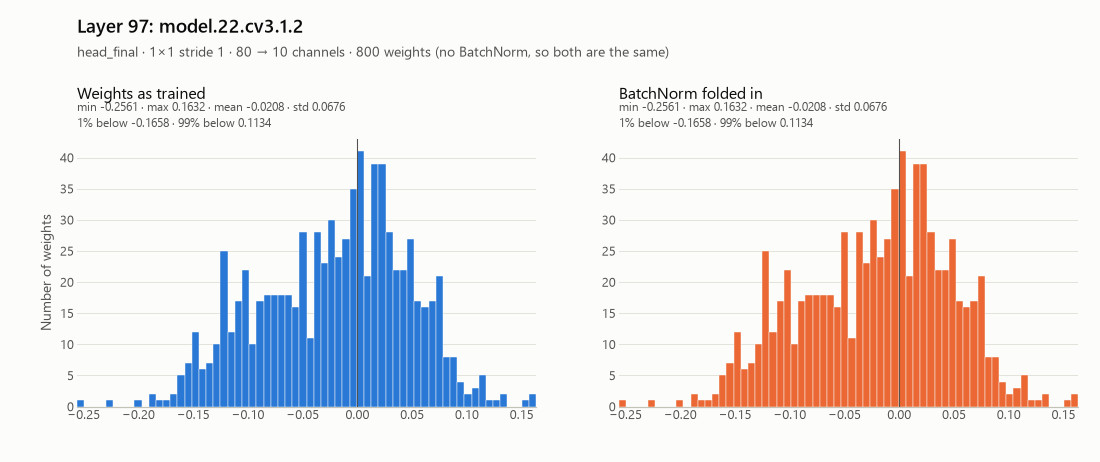 Layer 97: model.22.cv3.1.2
head_final · 1×1 stride 1 · 80 → 10 channels · 800 weights (no BatchNorm, so both are the same)
Weights as trained
min -0.2561 · max 0.1632 · mean -0.0208 · std 0.0676
1% below -0.1658 · 99% below 0.1134
Number of weights
40
35
30
25
20
15
10
5
0
−0.25 −0.20 −0.15 −0.10 −0.05 0.00 0.05 0.10 0.15
BatchNorm folded in
min -0.2561 · max 0.1632 · mean -0.0208 · std 0.0676
1% below -0.1658 · 99% below 0.1134
40
35
30
25
20
15
10
5
0
−0.25 −0.20 −0.15 −0.10 −0.05 0.00 0.05 0.10 0.15